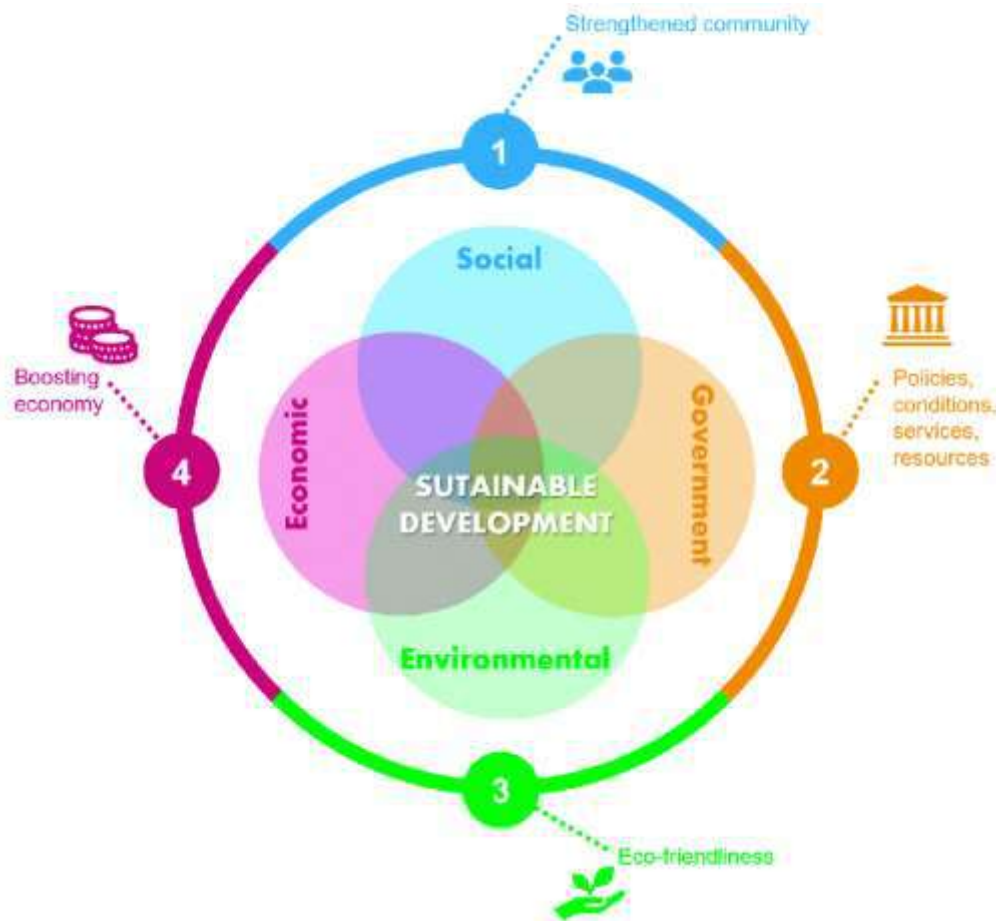 Strengthened community
1
Social
Boosting
economy
Economic
Government
Policies,
conditions,
services,
resources
4
SUTAINABLE
DEVELOPMENT
2
Environmental
3
Eco-friendliness